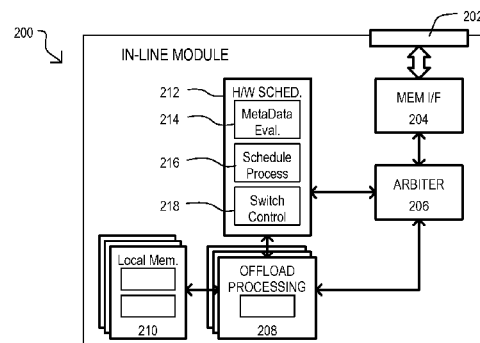 200
202
IN-LINE MODULE
212
H/W SCHED.
214
MetaData
Eval.
216
Schedule
Process
218
Switch
Control
MEM I/F
204
ARBITER
206
Local Mem.
210
OFFLOAD
PROCESSING
208